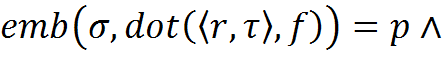 emb(σ, dot(⟨r, τ⟩, f)) = p ∧